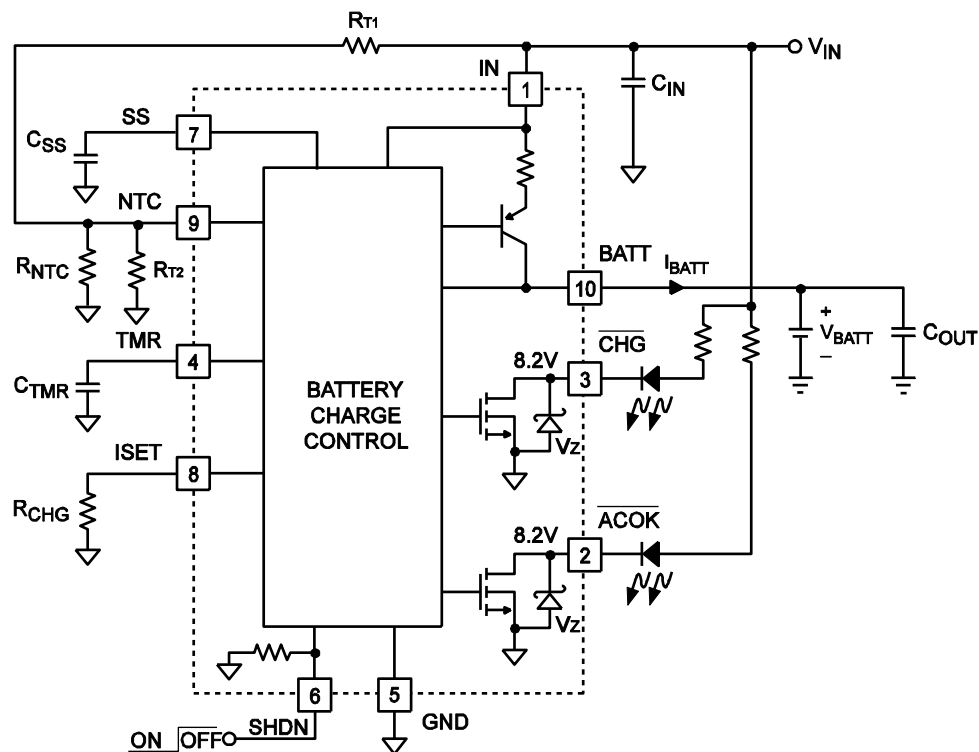 RT1
VIN
IN
1
CIN
SS
7
CSS
NTC
9
RNTC
RT2
BATT
IBATT
10
+
VBATT
–
COUT
TMR
4
CTMR
CHG
8.2V
3
VZ
BATTERY
CHARGE
CONTROL
ISET
8
RCHG
ACOK
8.2V
2
VZ
6
5
SHDN
GND
ON OFF